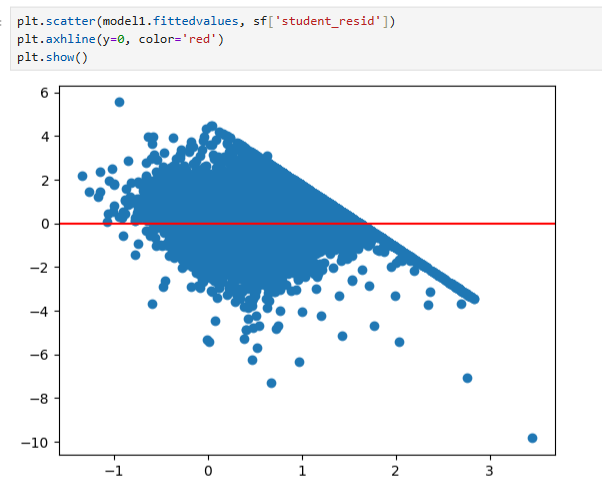 plt.scatter(model1.fittedvalues, sf['student_resid'])
plt.axhline(y=0, color='red')
plt.show()
6
4
2
0
−2
−4
−6
−8
−10
−1 0 1 2 3